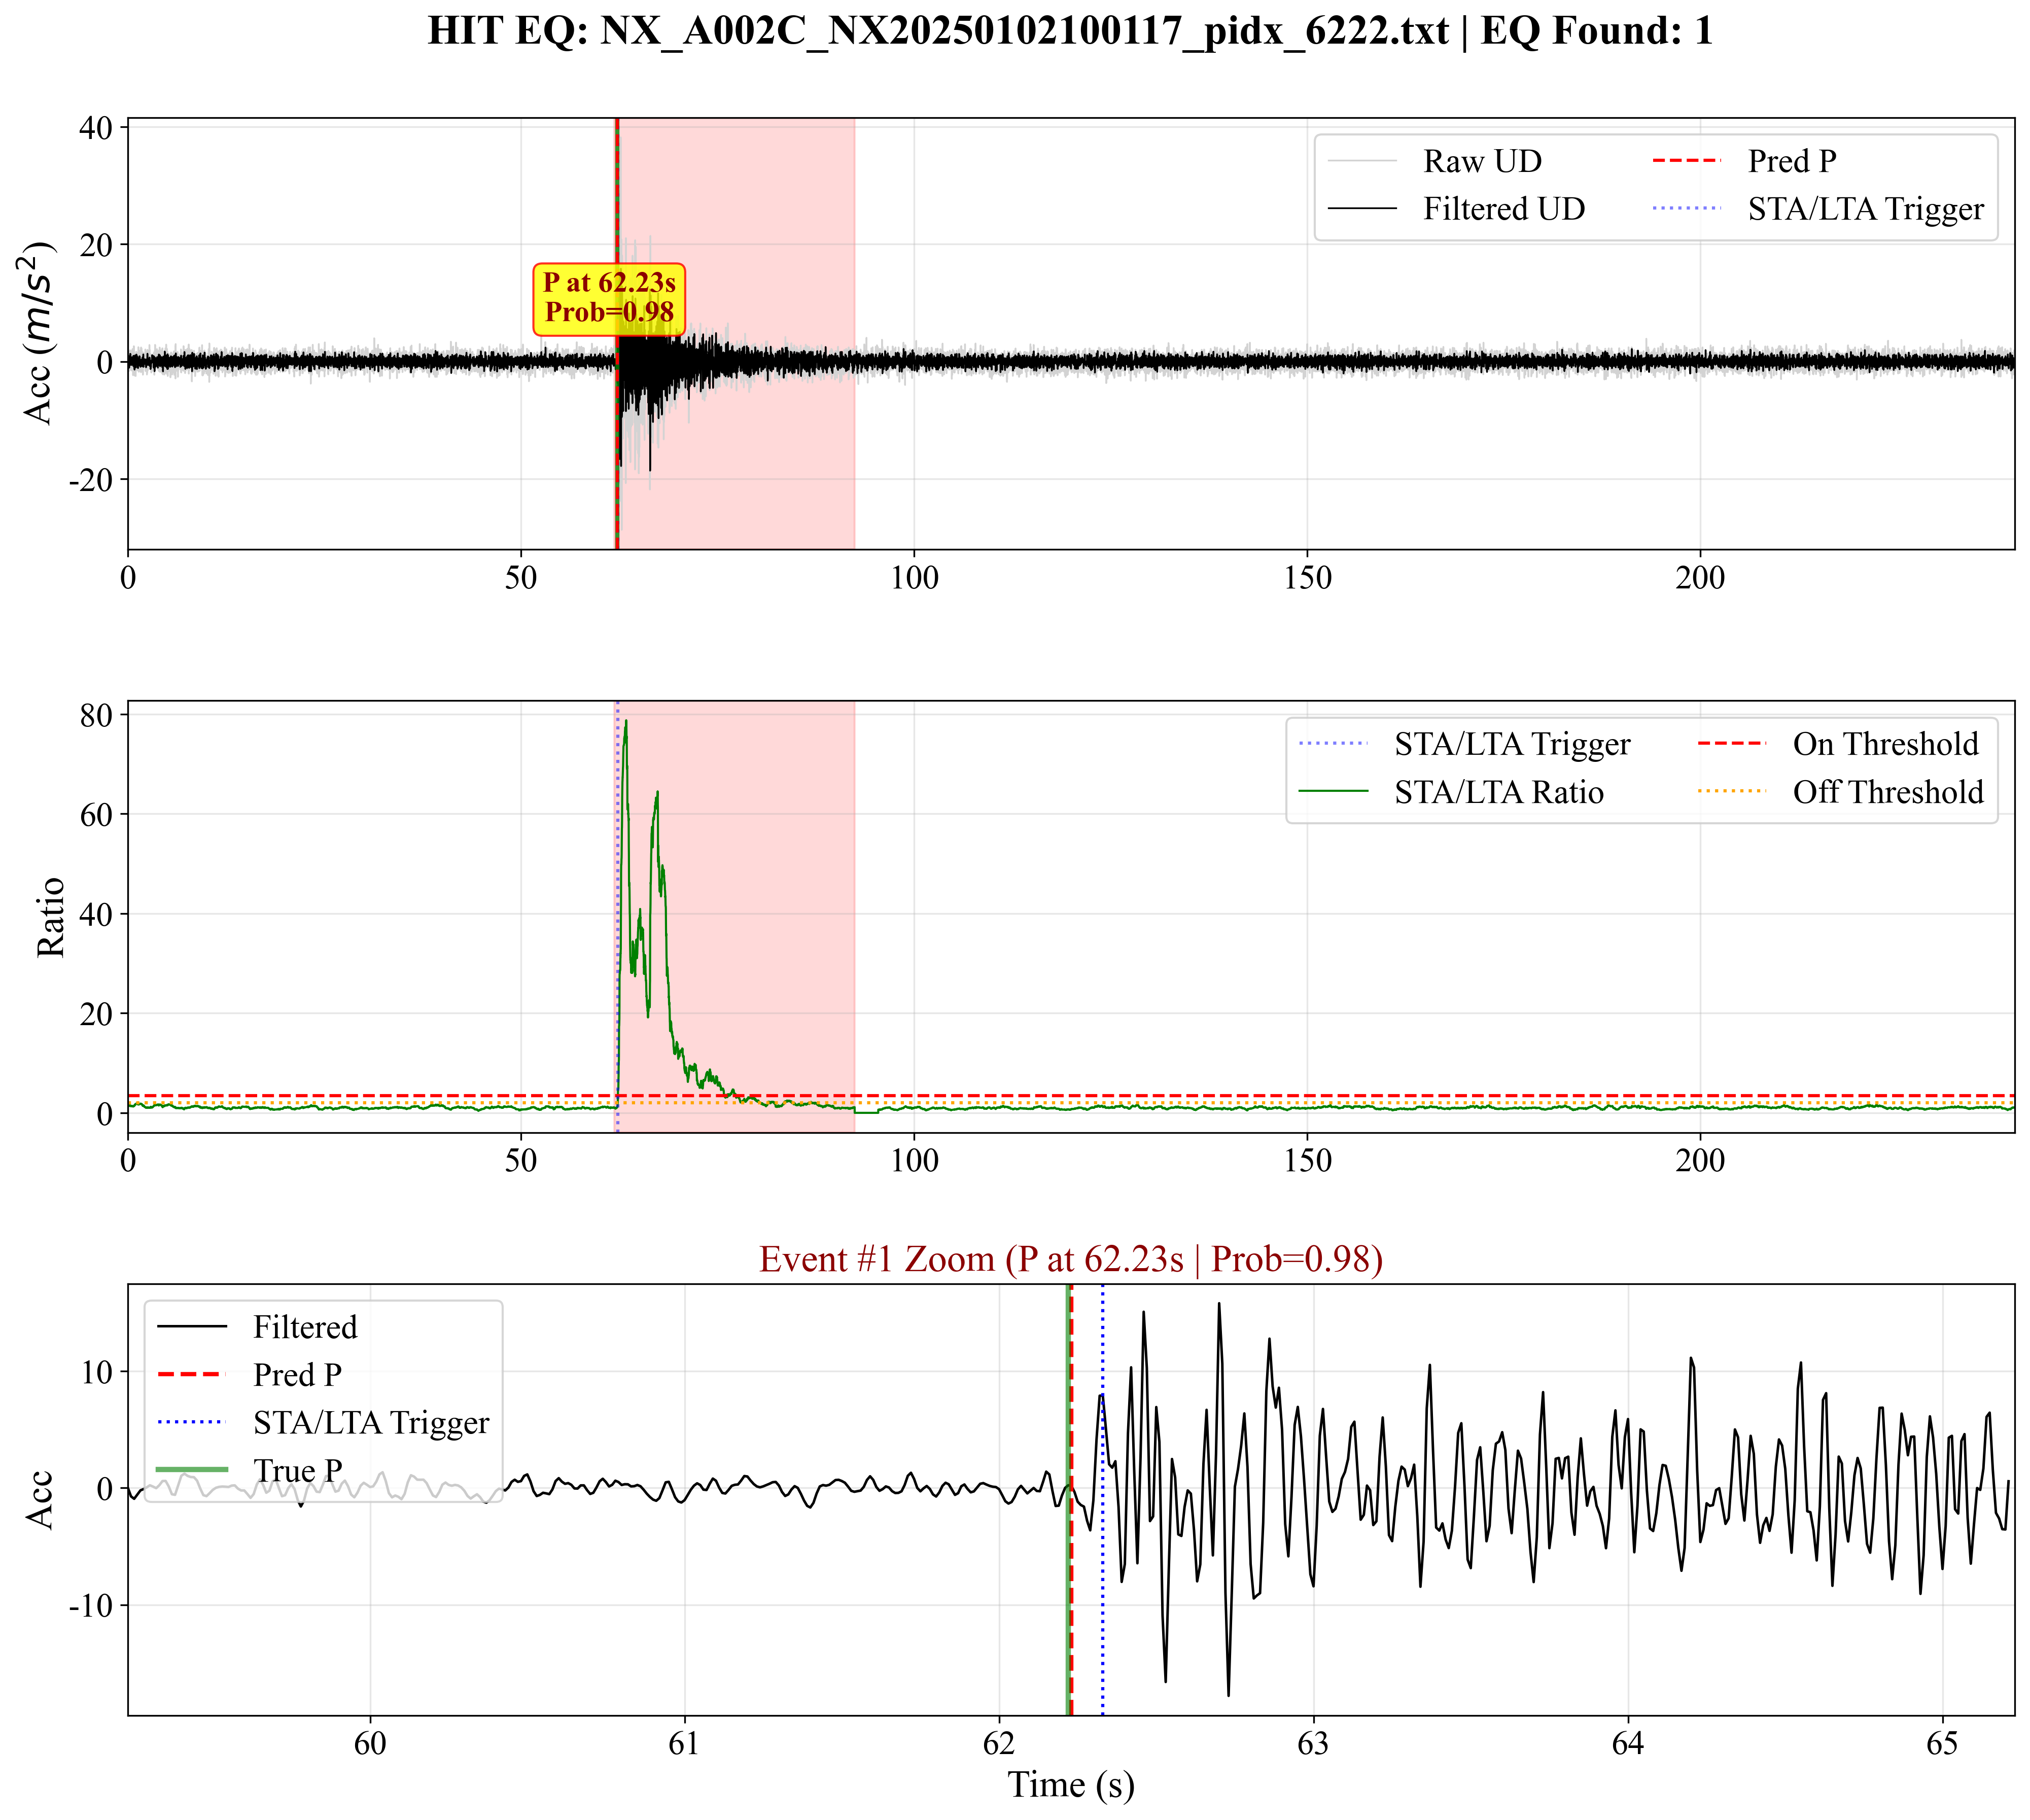 HIT EQ: NX_A002C_NX20250102100117_pidx_6222.txt | EQ Found: 1
Acc (m/s²)
40
20
0
-20
Raw UD
Filtered UD
Pred P
STA/LTA Trigger
P at 62.23s
Prob=0.98
0 50 100 150 200
Ratio
80
60
40
20
0
STA/LTA Trigger
STA/LTA Ratio
On Threshold
Off Threshold
0 50 100 150 200
Event #1 Zoom (P at 62.23s | Prob=0.98)
Acc
10
0
-10
Filtered
Pred P
STA/LTA Trigger
True P
60 61 62 63 64 65
Time (s)